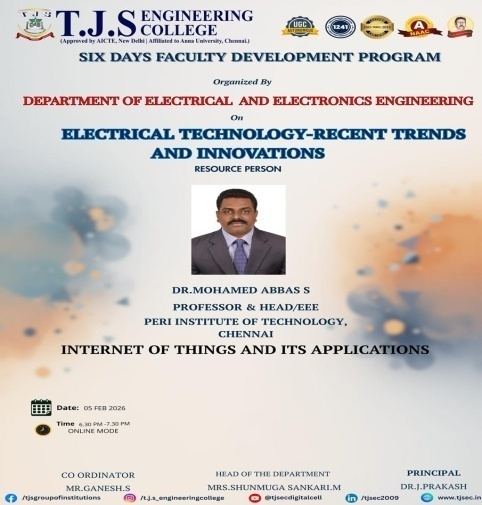 T.J.S ENGINEERING COLLEGE
(Approved by AICTE, New Delhi | Affiliated to Anna University, Chennai.)
T J S
UGC
AUTONOMOUS
1241
A
NAAC
SIX DAYS FACULTY DEVELOPMENT PROGRAM
Organized By
DEPARTMENT OF ELECTRICAL AND ELECTRONICS ENGINEERING
On
ELECTRICAL TECHNOLOGY-RECENT TRENDS
AND INNOVATIONS
RESOURCE PERSON
DR.MOHAMED ABBAS S
PROFESSOR & HEAD/EEE
PERI INSTITUTE OF TECHNOLOGY,
CHENNAI
INTERNET OF THINGS AND ITS APPLICATIONS
Date: 05 FEB 2026
Time 6.30 PM -7.30 PM
ONLINE MODE
CO ORDINATOR
MR.GANESH.S
HEAD OF THE DEPARTMENT
MRS.SHUNMUGA SANKARI.M
PRINCIPAL
DR.J.PRAKASH
/tjsgroupofinstitutions
/t.j.s_engineeringcollege
@tjsecdigitalcell
/tjsec2009
www.tjsec.in